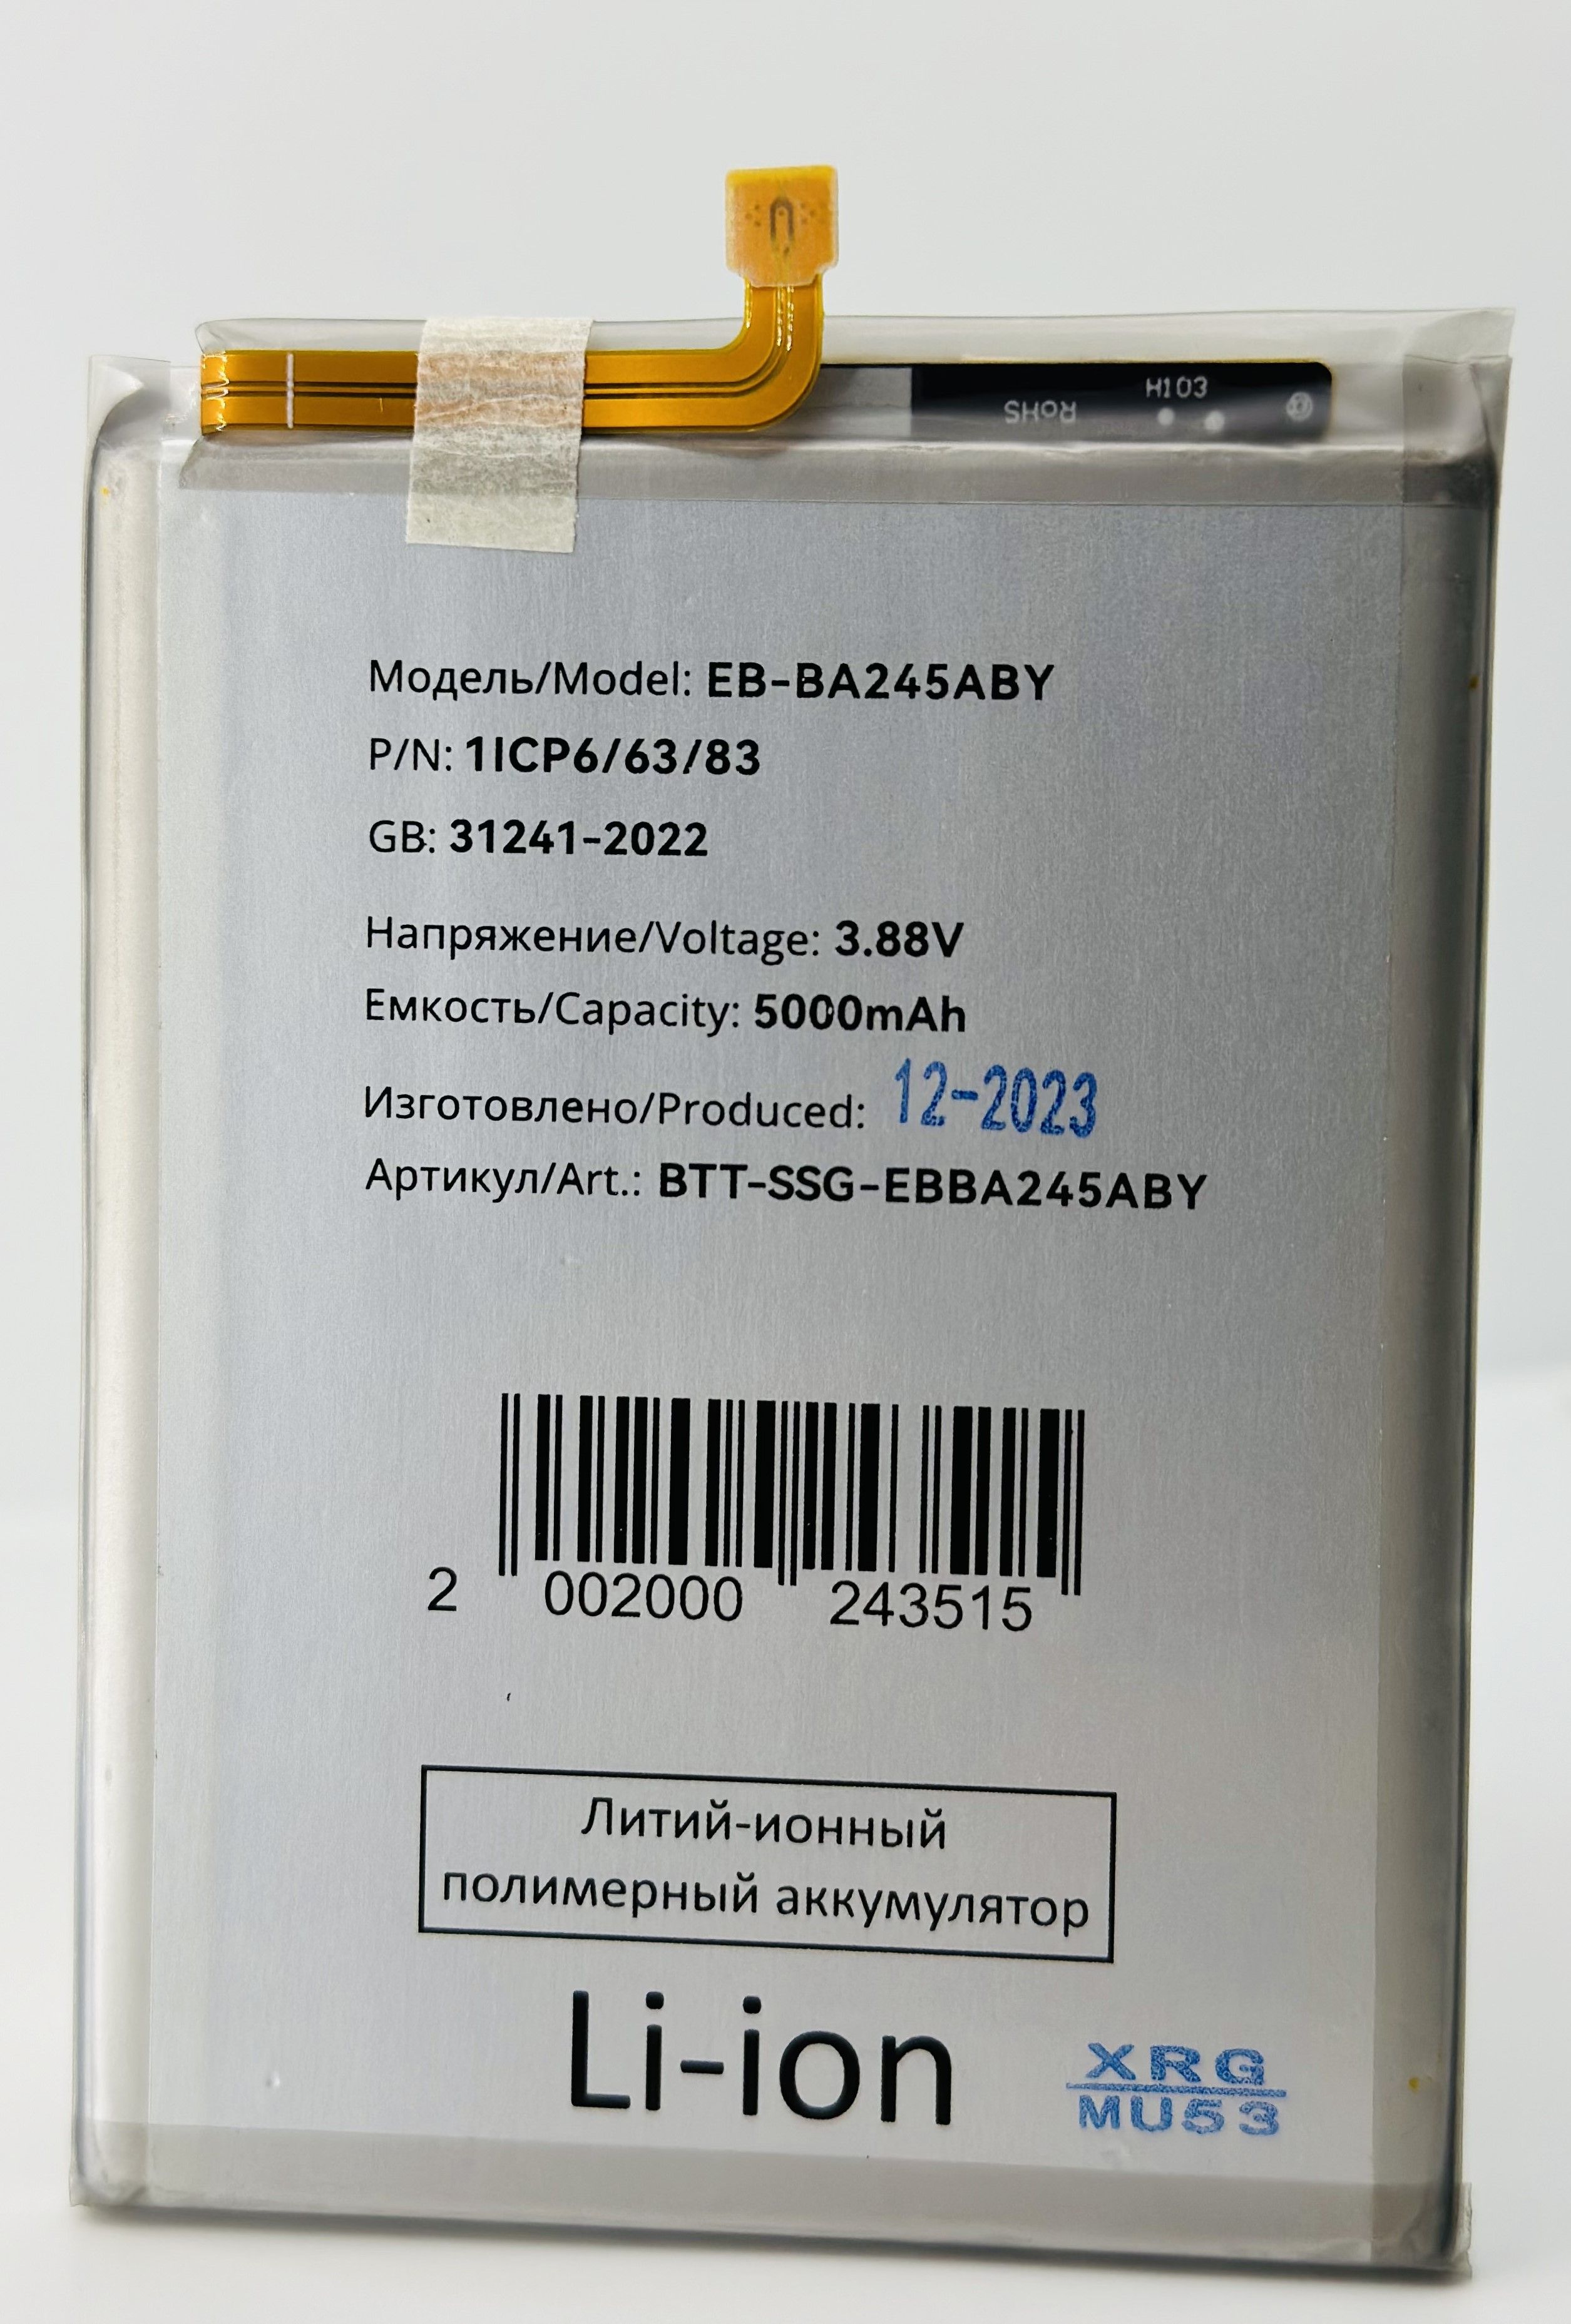 H103
RoHS
Модель/Model: EB-BA245ABY
P/N: 1ICP6/63/83
GB: 31241-2022
Напряжение/Voltage: 3.88V
Емкость/Capacity: 5000mAh
Изготовлено/Produced: 12-2023
Артикул/Art.: BTT-SSG-EBBA245ABY
2 002000 243515
Литий-ионный
полимерный аккумулятор
Li-ion
XRG
MU53